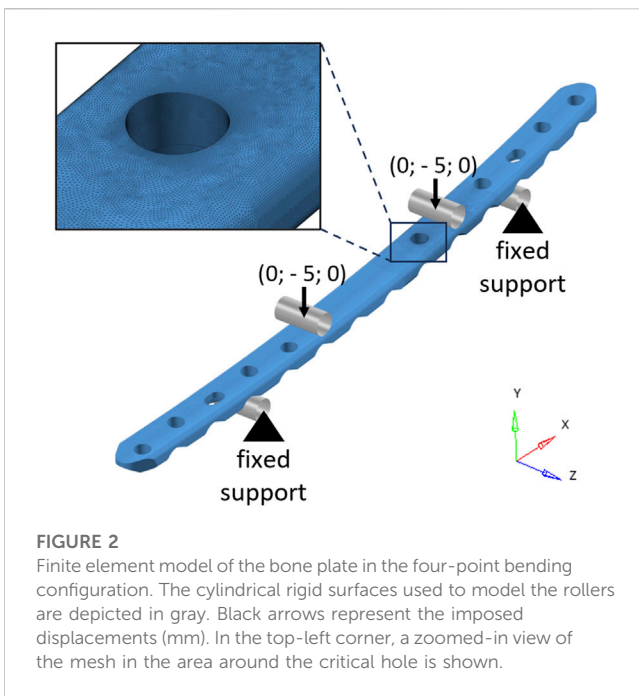 (0; - 5; 0)
fixed
support
(0; - 5; 0)
fixed
support
Y
X
Z
FIGURE 2
Finite element model of the bone plate in the four-point bending
configuration. The cylindrical rigid surfaces used to model the rollers
are depicted in gray. Black arrows represent the imposed
displacements (mm). In the top-left corner, a zoomed-in view of
the mesh in the area around the critical hole is shown.